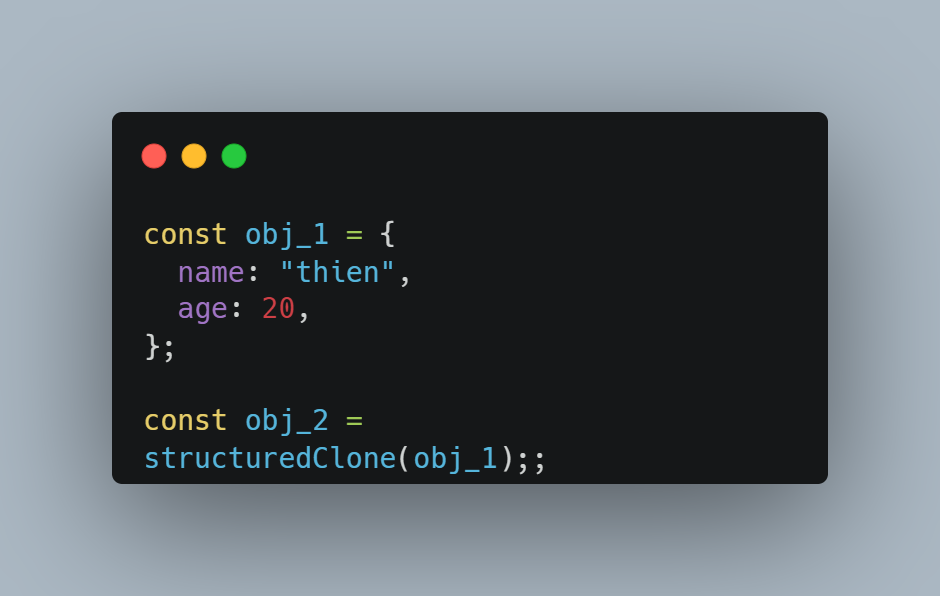 const obj_1 = {
  name: "thien",
  age: 20,
};
const obj_2 =
structuredClone(obj_1);;